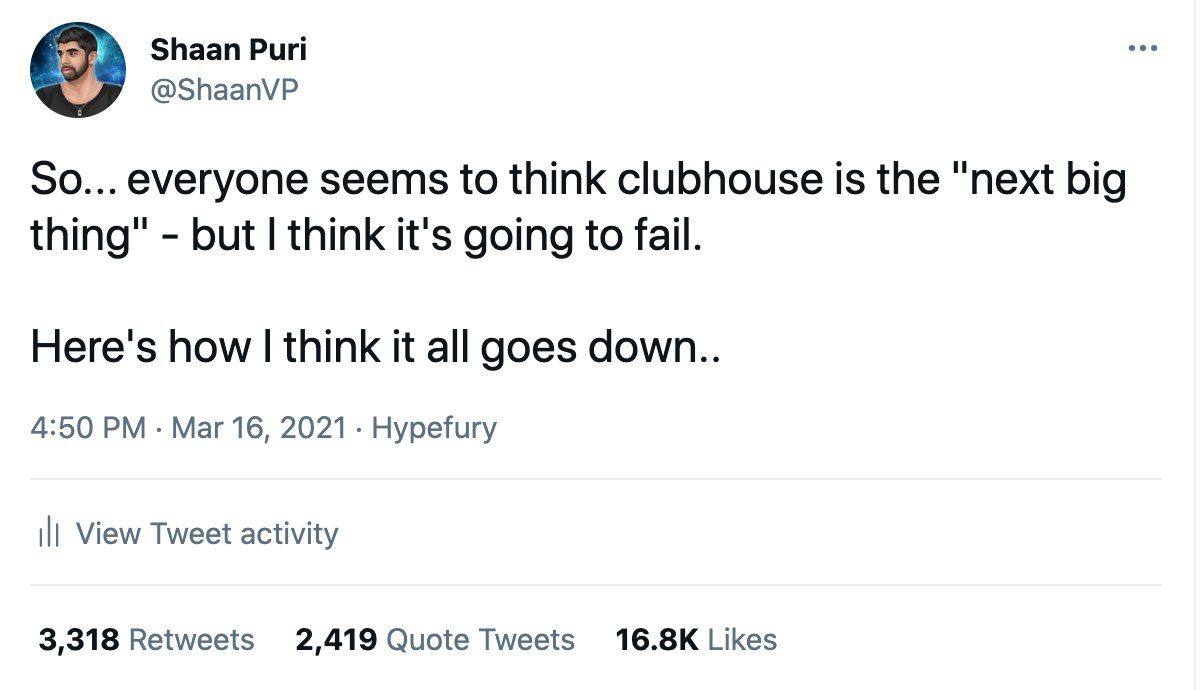 Shaan Puri
@ShaanVP
So... everyone seems to think clubhouse is the "next big
thing" - but I think it's going to fail.
Here's how I think it all goes down..
4:50 PM · Mar 16, 2021 · Hypefury
View Tweet activity
3,318 Retweets 2,419 Quote Tweets 16.8K Likes